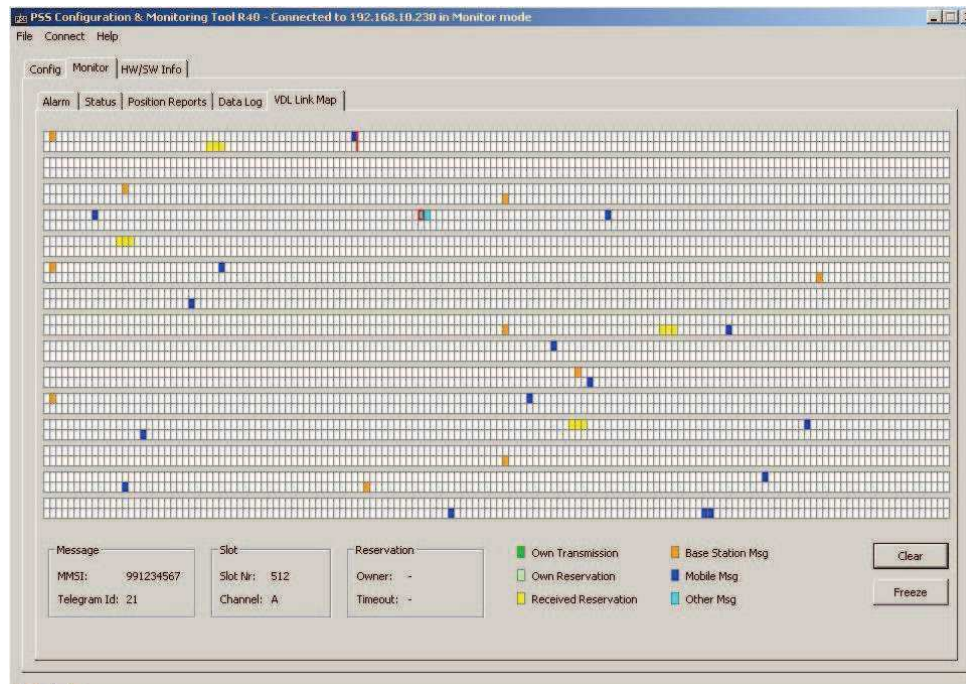 PSS Configuration & Monitoring Tool R40 - Connected to 192.168.10.230 in Monitor mode
File Connect Help
Config Monitor HW/SW Info
Alarm Status Position Reports Data Log VDL Link Map
Message
MMSI: 991234567
Telegram Id: 21
Slot
Slot Nr: 512
Channel: A
Reservation
Owner: -
Timeout: -
Own Transmission
Own Reservation
Received Reservation
Base Station Msg
Mobile Msg
Other Msg
Clear
Freeze